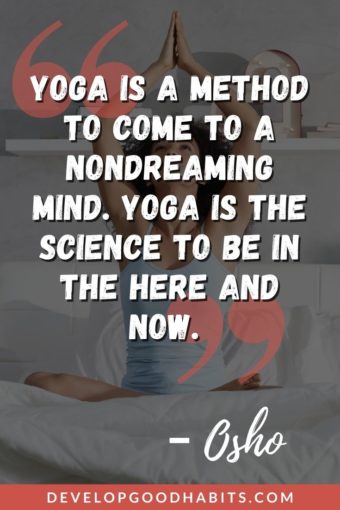 YOGA IS A METHOD
TO COME TO A
NONDREAMING
MIND. YOGA IS THE
SCIENCE TO BE IN
THE HERE AND
NOW.
– Osho
DEVELOPGOODHABITS.COM